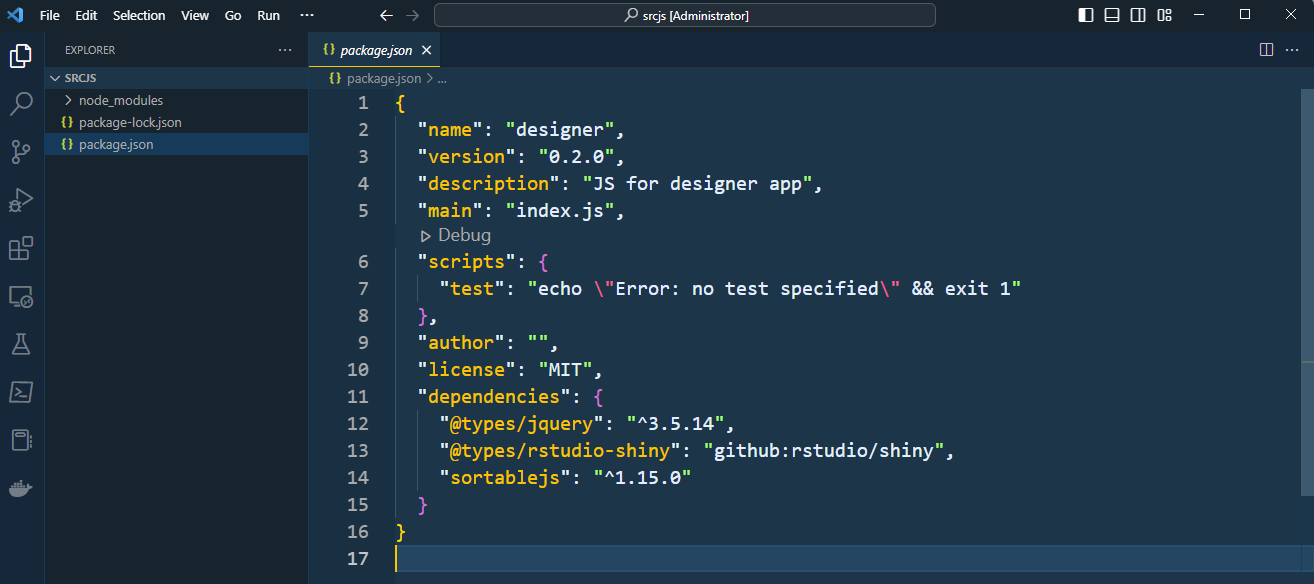 File Edit Selection View Go Run ··· srcjs [Administrator]
EXPLORER ···
SRCJS
node_modules
{} package-lock.json
{} package.json
{} package.json
{} package.json > ...
1 {
2 "name": "designer",
3 "version": "0.2.0",
4 "description": "JS for designer app",
5 "main": "index.js",
Debug
6 "scripts": {
7 "test": "echo \"Error: no test specified\" && exit 1"
8 },
9 "author": "",
10 "license": "MIT",
11 "dependencies": {
12 "@types/jquery": "^3.5.14",
13 "@types/rstudio-shiny": "github:rstudio/shiny",
14 "sortablejs": "^1.15.0"
15 }
16 }
17